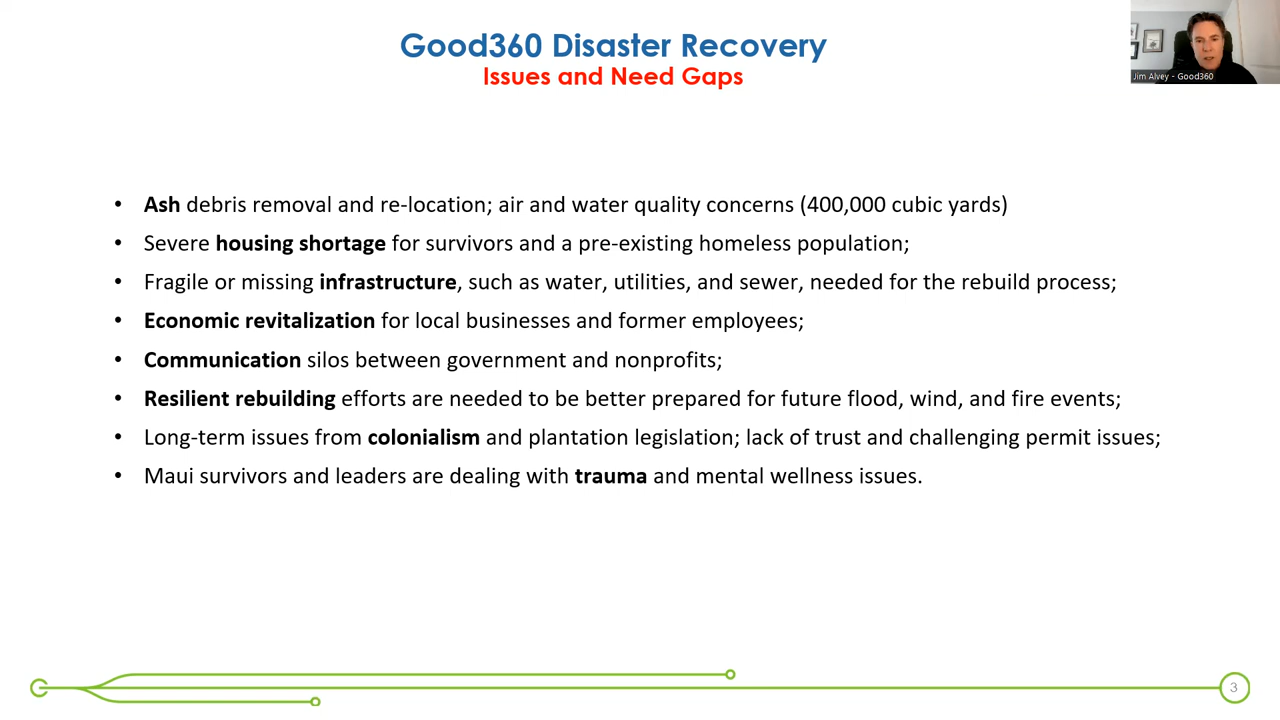 Good360 Disaster Recovery
Issues and Need Gaps
Jim Alvey - Good360
• Ash debris removal and re-location; air and water quality concerns (400,000 cubic yards)
• Severe housing shortage for survivors and a pre-existing homeless population;
• Fragile or missing infrastructure, such as water, utilities, and sewer, needed for the rebuild process;
• Economic revitalization for local businesses and former employees;
• Communication silos between government and nonprofits;
• Resilient rebuilding efforts are needed to be better prepared for future flood, wind, and fire events;
• Long-term issues from colonialism and plantation legislation; lack of trust and challenging permit issues;
• Maui survivors and leaders are dealing with trauma and mental wellness issues.
3